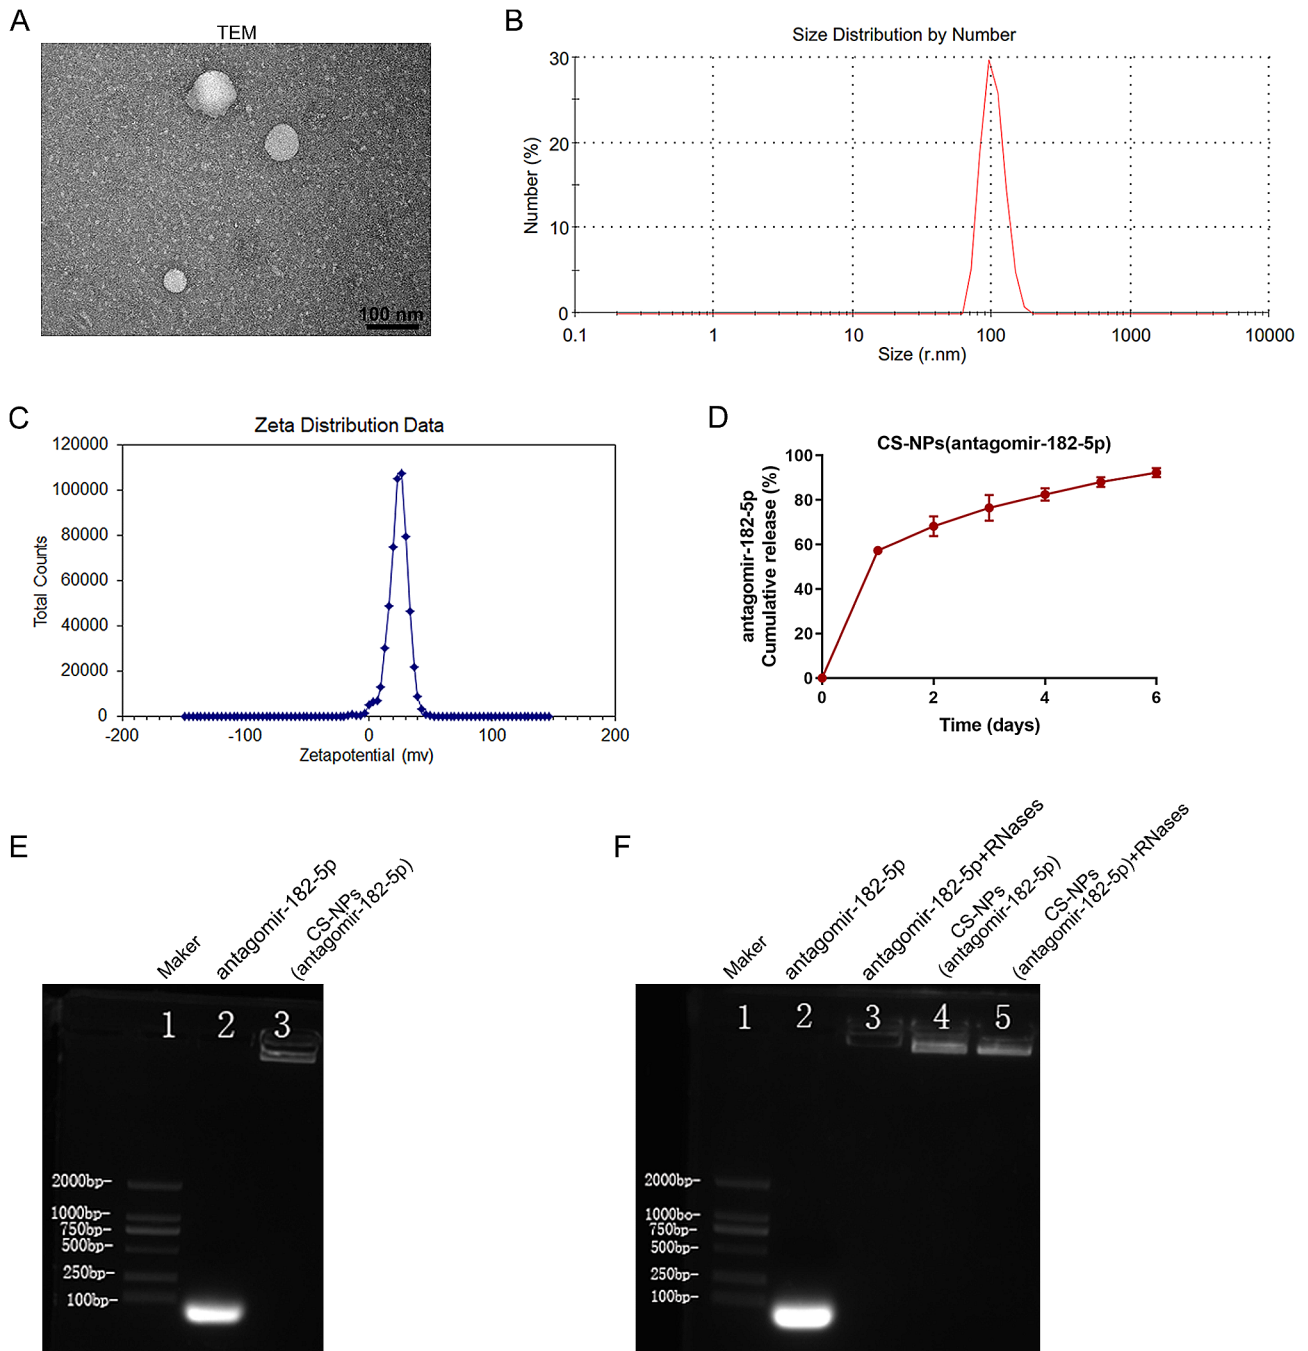 A
TEM
100 nm
B
Size Distribution by Number
Number (%)
30
20
10
0
0.1
1
10
100
1000
10000
Size (r.nm)
C
Zeta Distribution Data
Total Counts
120000
100000
80000
60000
40000
20000
0
-200
-100
0
100
200
Zetapotential (mv)
D
CS-NPs(antagomir-182-5p)
antagomir-182-5p
Cumulative release (%)
100
80
60
40
20
0
0
2
4
6
Time (days)
E
Maker
antagomir-182-5p
CS-NPs
(antagomir-182-5p)
1 2 3
2000bp-
1000bp-
750bp-
500bp-
250bp-
100bp-
F
Maker
antagomir-182-5p
antagomir-182-5p+RNases
CS-NPs
(antagomir-182-5p)
CS-NPs
(antagomir-182-5p)+RNases
1 2 3 4 5
2000bp-
1000bo-
750bp-
500bp-
250bp-
100bp-